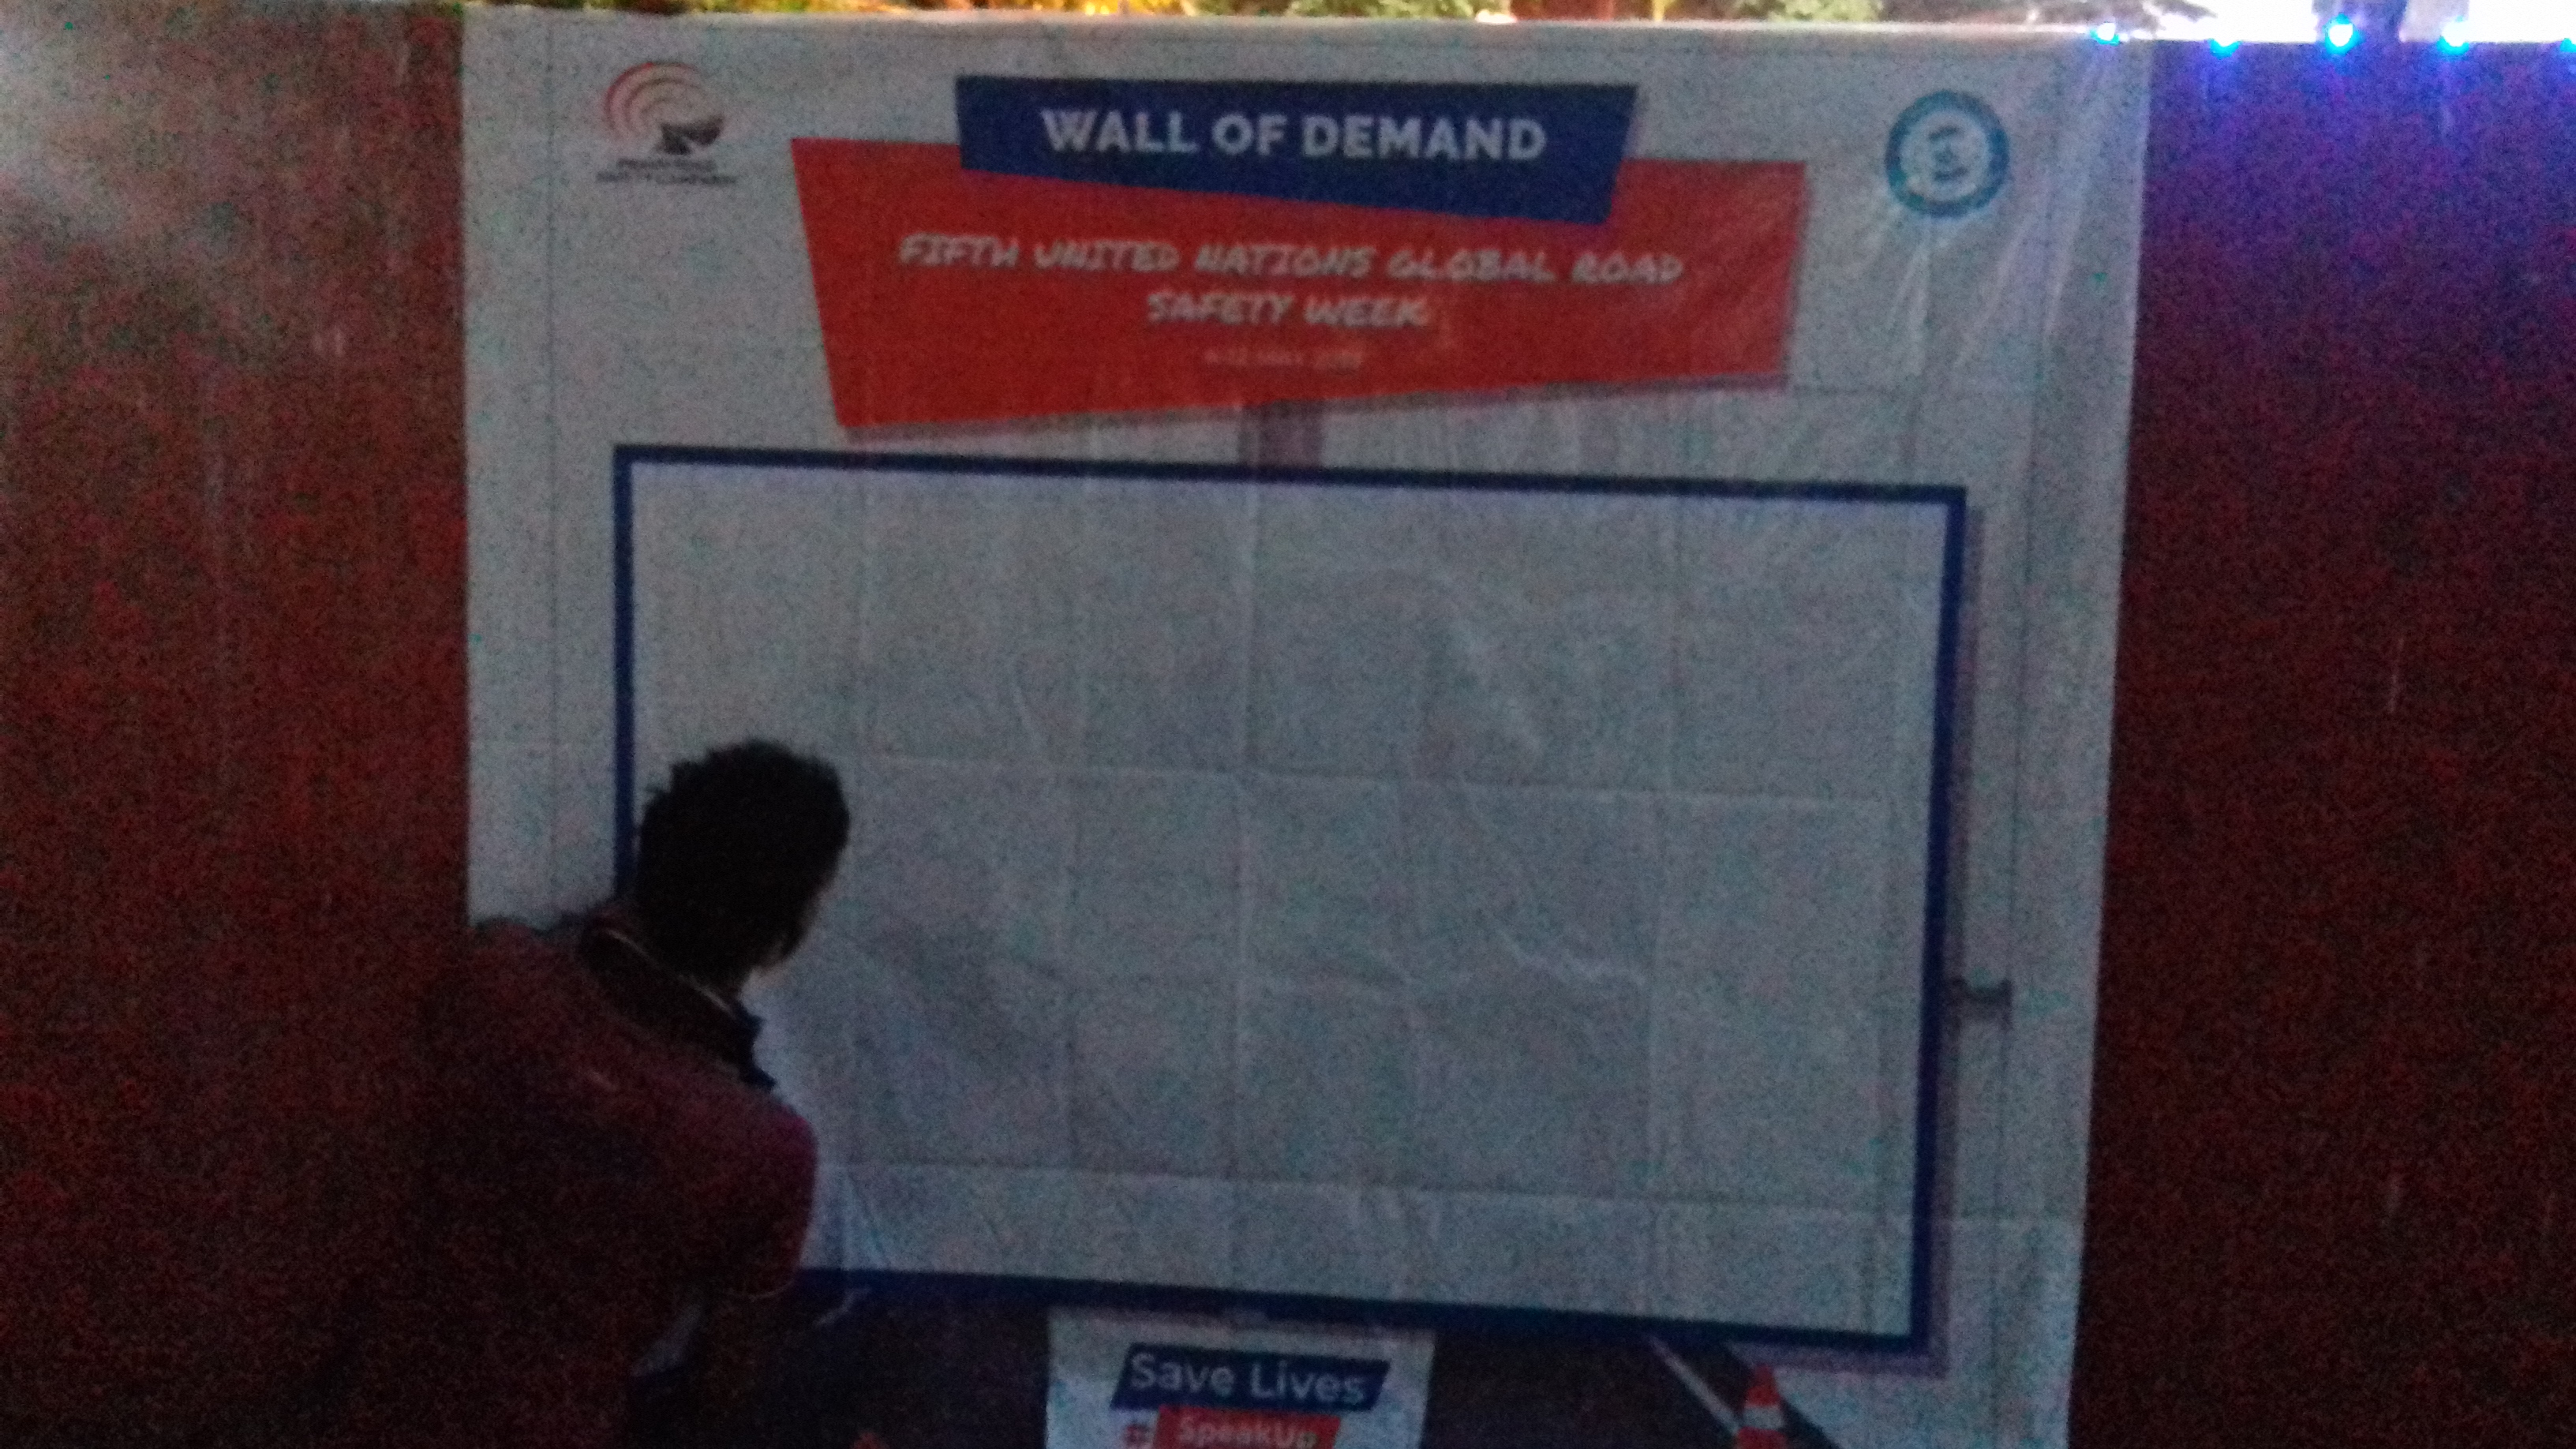 WALL OF DEMAND
FIFTH UNITED NATIONS GLOBAL ROAD
SAFETY WEEK
Save Lives
#SpeakUp